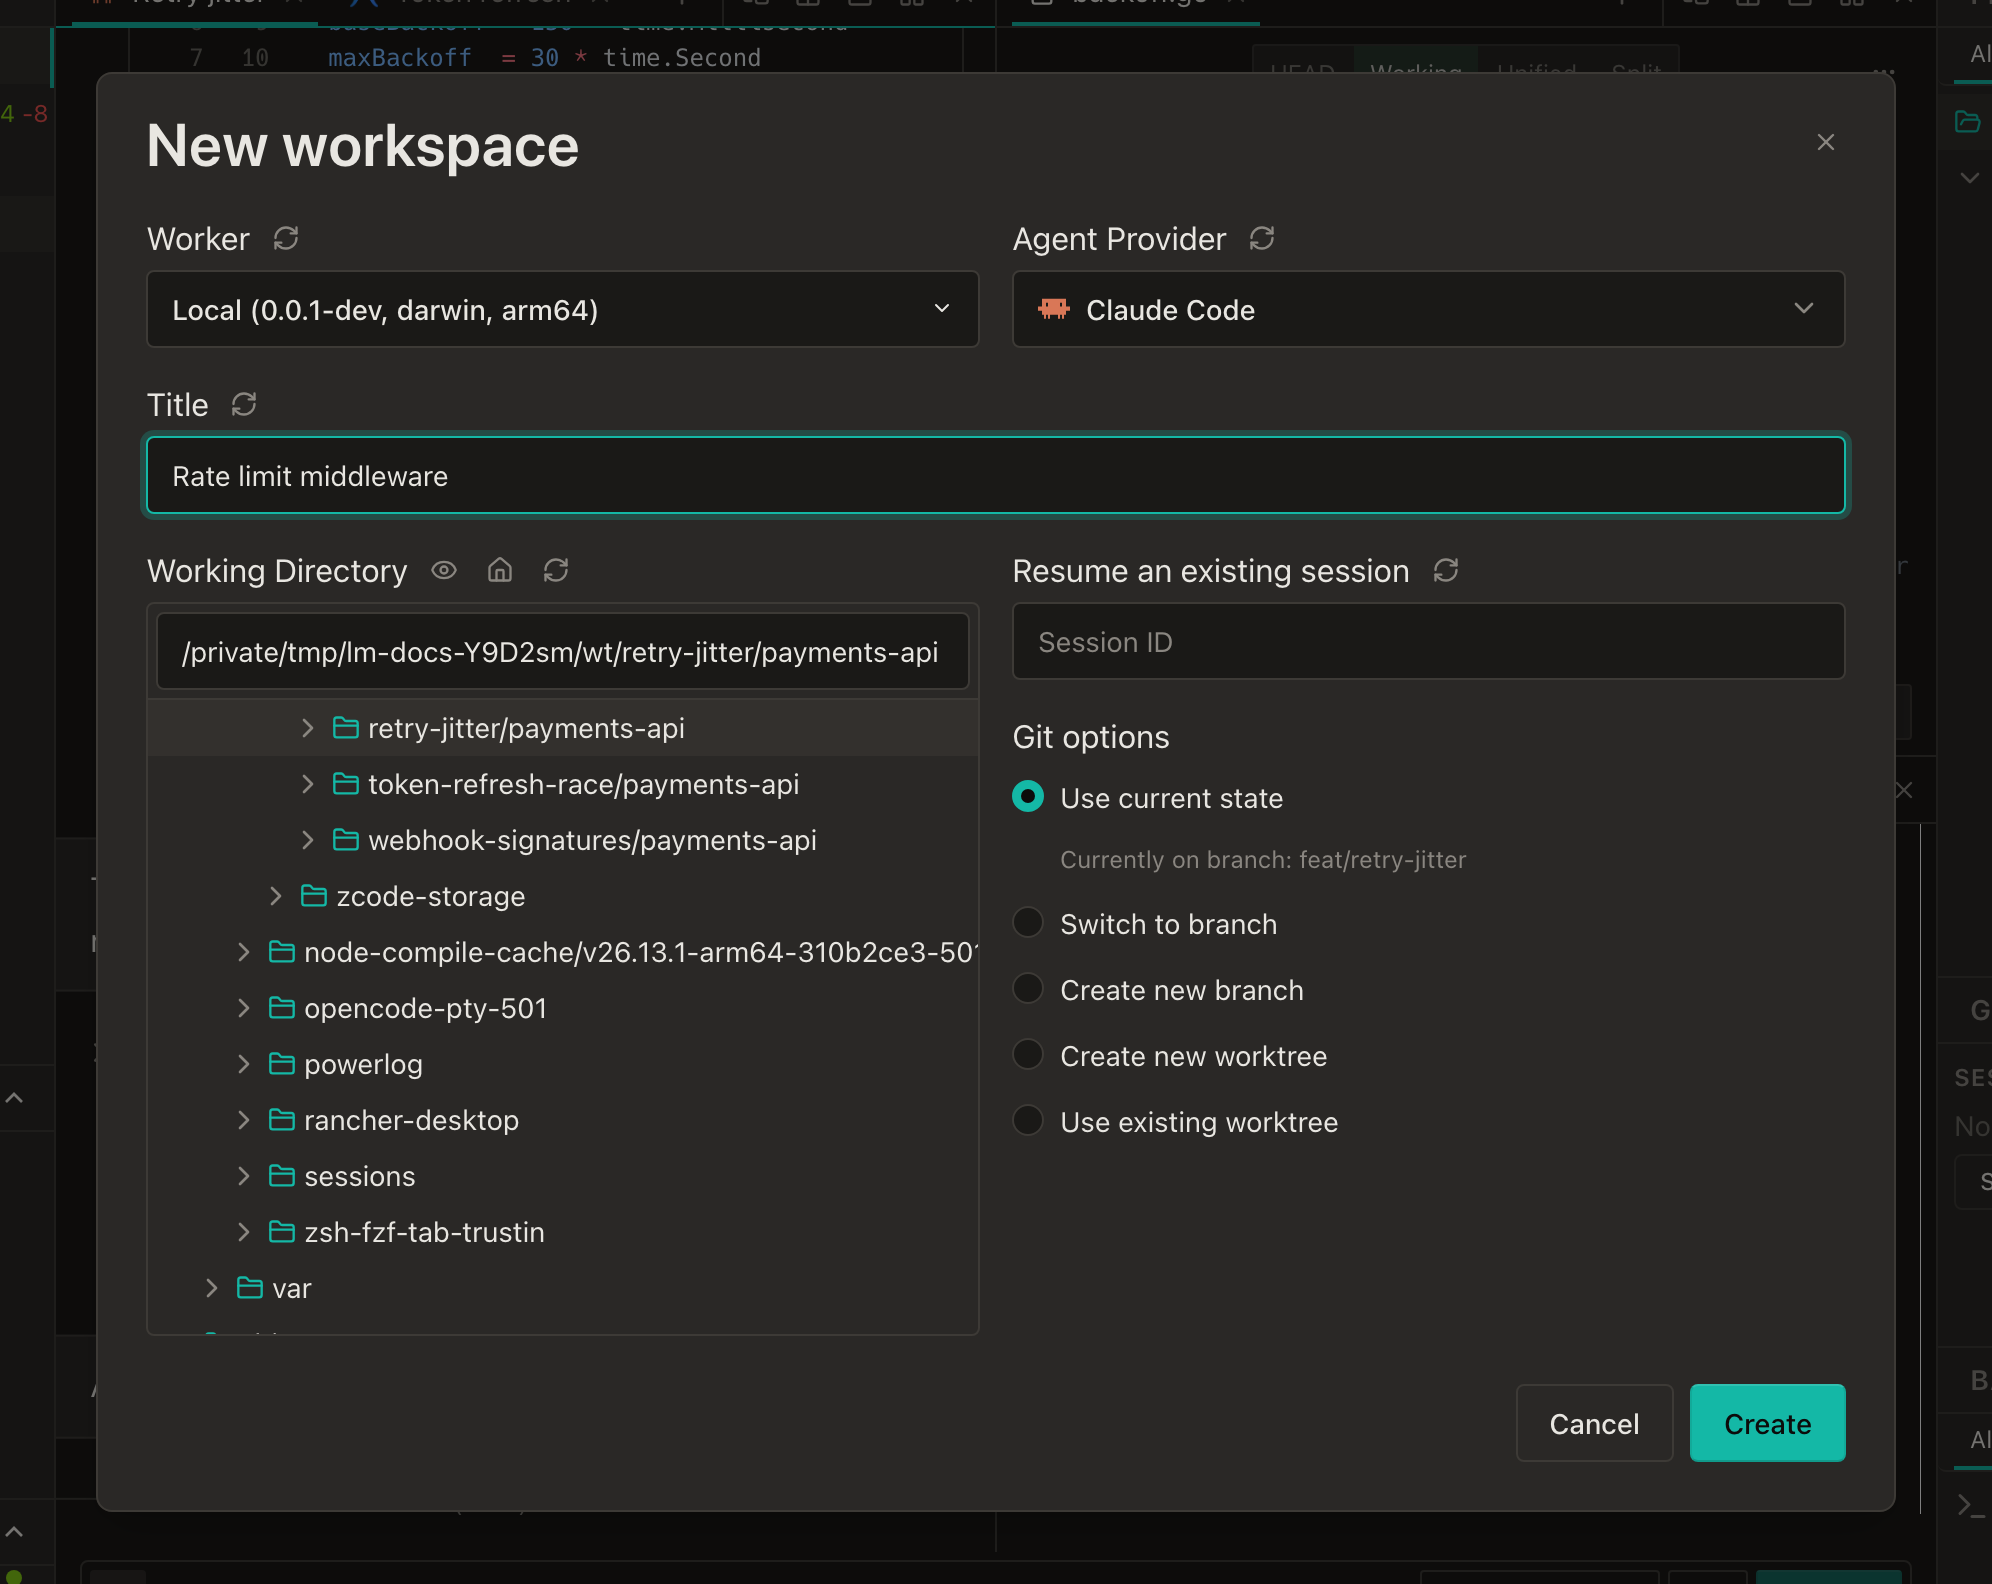 7 10 maxBackoff = 30 * time.Second
4 -8
New workspace
Worker
Agent Provider
Local (0.0.1-dev, darwin, arm64)
Claude Code
Title
Rate limit middleware
Working Directory
Resume an existing session
/private/tmp/lm-docs-Y9D2sm/wt/retry-jitter/payments-api
Session ID
retry-jitter/payments-api
token-refresh-race/payments-api
webhook-signatures/payments-api
zcode-storage
node-compile-cache/v26.13.1-arm64-310b2ce3-501
opencode-pty-501
powerlog
rancher-desktop
sessions
zsh-fzf-tab-trustin
var
Git options
Use current state
Currently on branch: feat/retry-jitter
Switch to branch
Create new branch
Create new worktree
Use existing worktree
Cancel
Create